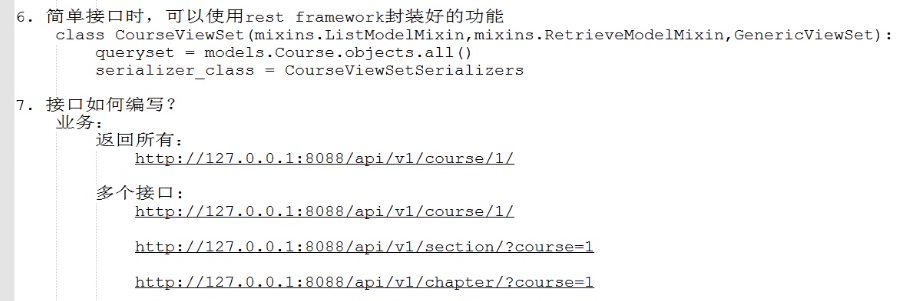 6. 简单接口时，可以使用rest framework封装好的功能
class CourseViewSet(mixins.ListModelMixin,mixins.RetrieveModelMixin,GenericViewSet):
queryset = models.Course.objects.all()
serializer_class = CourseViewSetSerializers
7. 接口如何编写？
业务：
返回所有：
http://127.0.0.1:8088/api/v1/course/1/
多个接口：
http://127.0.0.1:8088/api/v1/course/1/
http://127.0.0.1:8088/api/v1/section/?course=1
http://127.0.0.1:8088/api/v1/chapter/?course=1